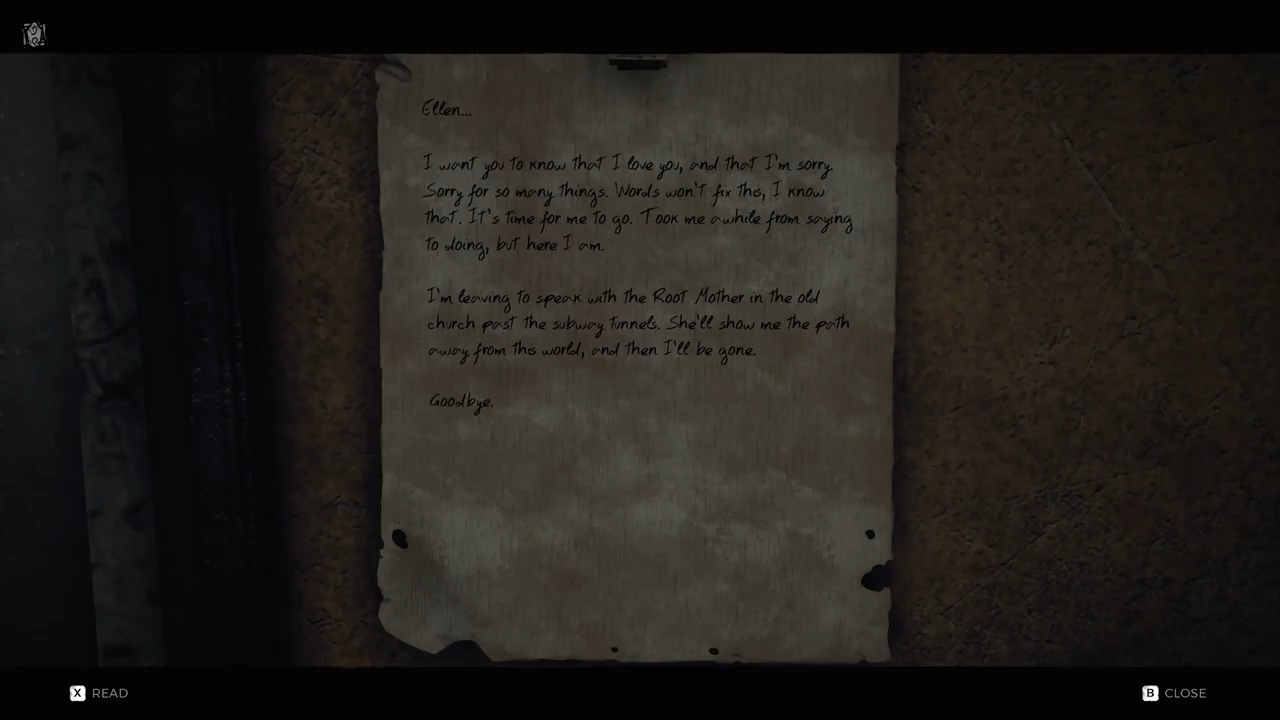 Ellen...
I want you to know that I love you, and that I'm sorry.
Sorry for so many things. Words won't fix this, I know
that. It's time for me to go. Took me awhile from saying
to doing, but here I am.
I'm leaving to speak with the Root Mother in the old
church past the subway tunnels. She'll show me the path
away from this world, and then I'll be gone.
Goodbye.
X READ
B CLOSE